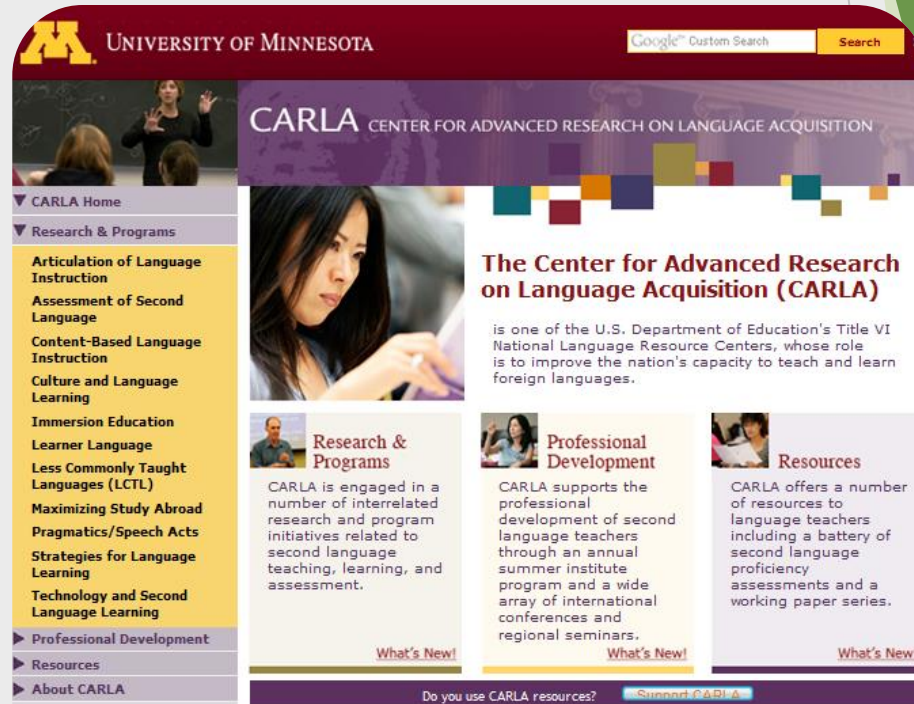 UNIVERSITY OF MINNESOTA
Google™ Custom Search
Search
CARLA CENTER FOR ADVANCED RESEARCH ON LANGUAGE ACQUISITION
CARLA Home
Research & Programs
Articulation of Language
Instruction
Assessment of Second
Language
Content-Based Language
Instruction
Culture and Language
Learning
Immersion Education
Learner Language
Less Commonly Taught
Languages (LCTL)
Maximizing Study Abroad
Pragmatics/Speech Acts
Strategies for Language
Learning
Technology and Second
Language Learning
Professional Development
Resources
About CARLA
The Center for Advanced Research
on Language Acquisition (CARLA)
is one of the U.S. Department of Education's Title VI
National Language Resource Centers, whose role
is to improve the nation's capacity to teach and learn
foreign languages.
Research &
Programs
CARLA is engaged in a
number of interrelated
research and program
initiatives related to
second language
teaching, learning, and
assessment.
What's New!
Professional
Development
CARLA supports the
professional
development of second
language teachers
through an annual
summer institute
program and a wide
array of international
conferences and
regional seminars.
What's New!
Resources
CARLA offers a number
of resources to
language teachers
including a battery of
second language
proficiency
assessments and a
working paper series.
What's New
Do you use CARLA resources?
Support CARLA